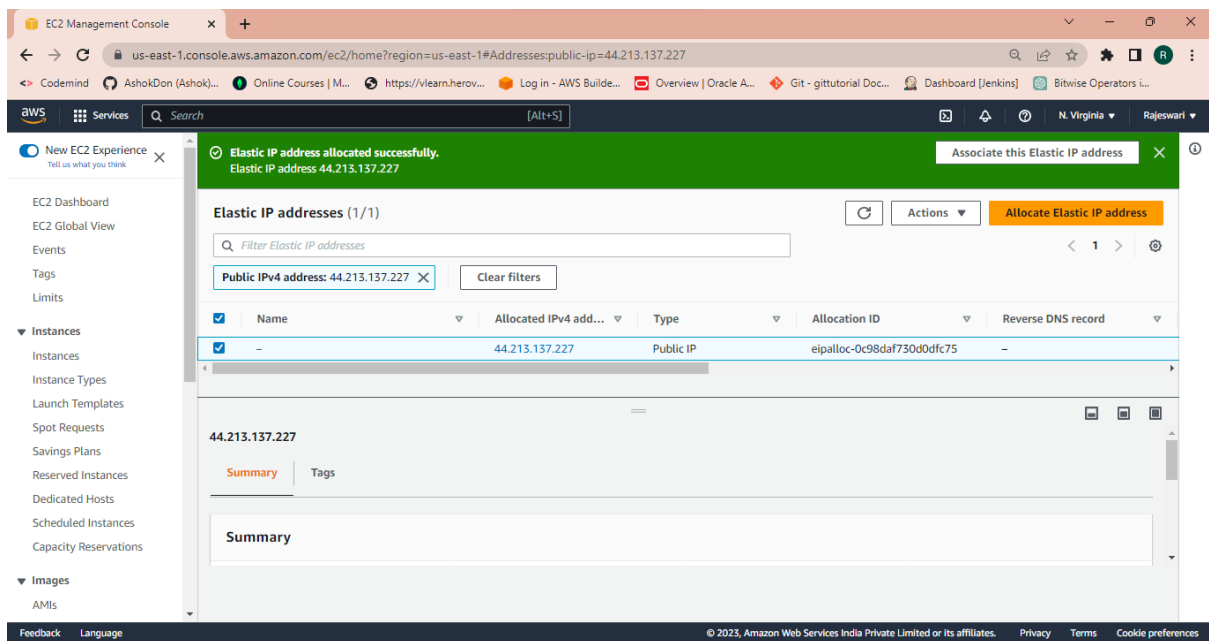 EC2 Management Console
us-east-1.console.aws.amazon.com/ec2/home?region=us-east-1#Addresses:public-ip=44.213.137.227
R
Codemind AshokDon (Ashok)... Online Courses | M... https://vlearn.herov... Log in - AWS Builde... Overview | Oracle A... Git - gittutorial Doc... Dashboard [Jenkins] Bitwise Operators i...
aws Services Search [Alt+S] N. Virginia Rajeswari
New EC2 Experience
Tell us what you think
EC2 Dashboard
EC2 Global View
Events
Tags
Limits
Instances
Instances
Instance Types
Launch Templates
Spot Requests
Savings Plans
Reserved Instances
Dedicated Hosts
Scheduled Instances
Capacity Reservations
Images
AMIs
Elastic IP address allocated successfully.
Elastic IP address 44.213.137.227
Associate this Elastic IP address
Elastic IP addresses (1/1)
Actions
Allocate Elastic IP address
Filter Elastic IP addresses
1
Public IPv4 address: 44.213.137.227
Clear filters
Name Allocated IPv4 add... Type Allocation ID Reverse DNS record
– 44.213.137.227 Public IP eipalloc-0c98daf730d0dfc75 –
44.213.137.227
Summary Tags
Summary
Feedback Language © 2023, Amazon Web Services India Private Limited or its affiliates. Privacy Terms Cookie preferences